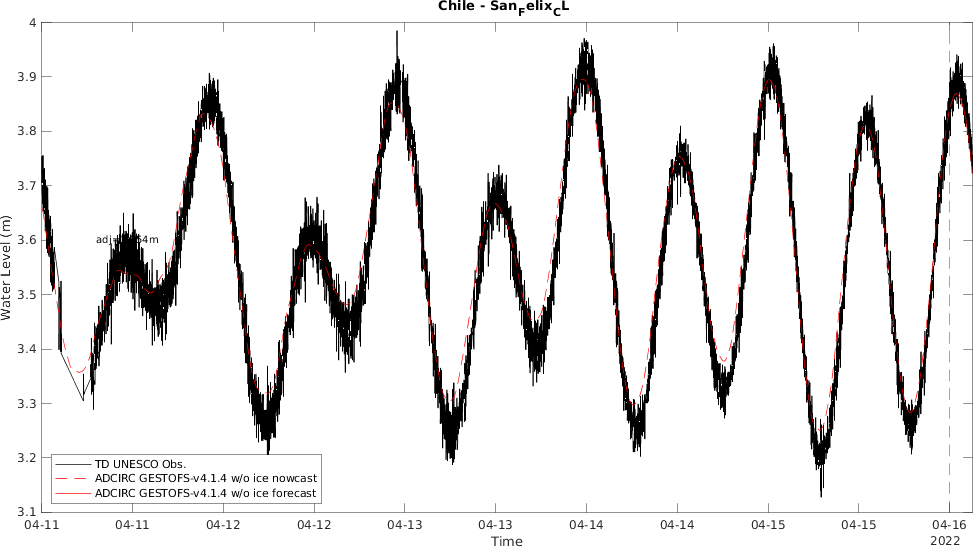 Chile - San_Felix_CL
4
3.9
3.8
3.7
3.6
3.5
3.4
3.3
3.2
3.1
Water Level (m)
TD UNESCO Obs.
ADCIRC GESTOFS-v4.1.4 w/o ice nowcast
ADCIRC GESTOFS-v4.1.4 w/o ice forecast
04-11 04-11 04-12 04-12 04-13 04-13 04-14 04-14 04-15 04-15 04-16
Time 2022